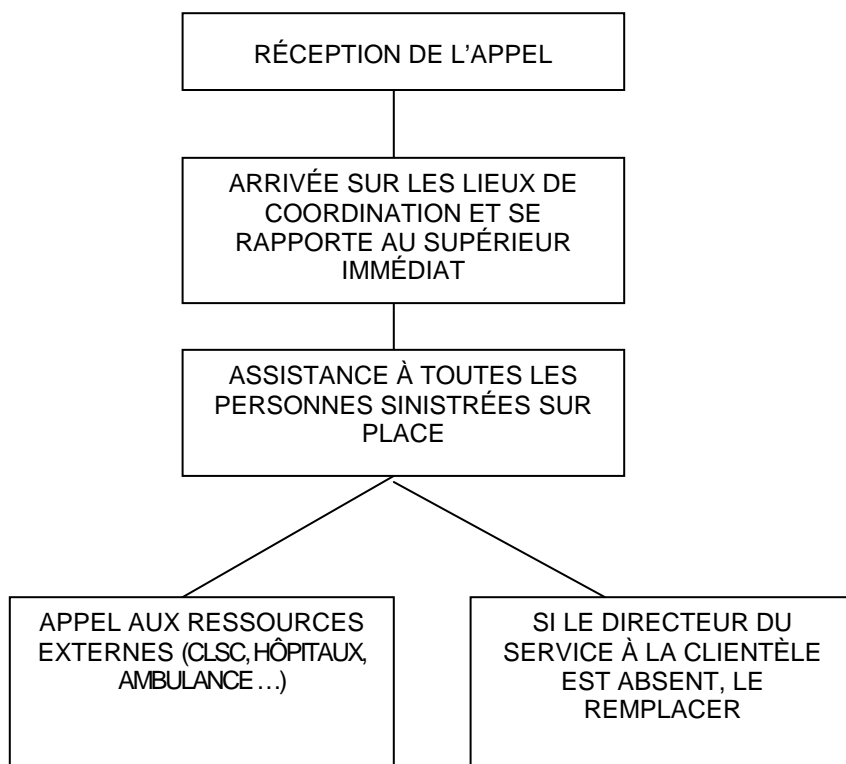 RÉCEPTION DE L'APPEL
ARRIVÉE SUR LES LIEUX DE
COORDINATION ET SE
RAPPORTE AU SUPÉRIEUR
IMMÉDIAT
ASSISTANCE À TOUTES LES
PERSONNES SINISTRÉES SUR
PLACE
APPEL AUX RESSOURCES
EXTERNES (CLSC, HÔPITAUX,
AMBULANCE ...)
SI LE DIRECTEUR DU
SERVICE À LA CLIENTÈLE
EST ABSENT, LE
REMPLACER